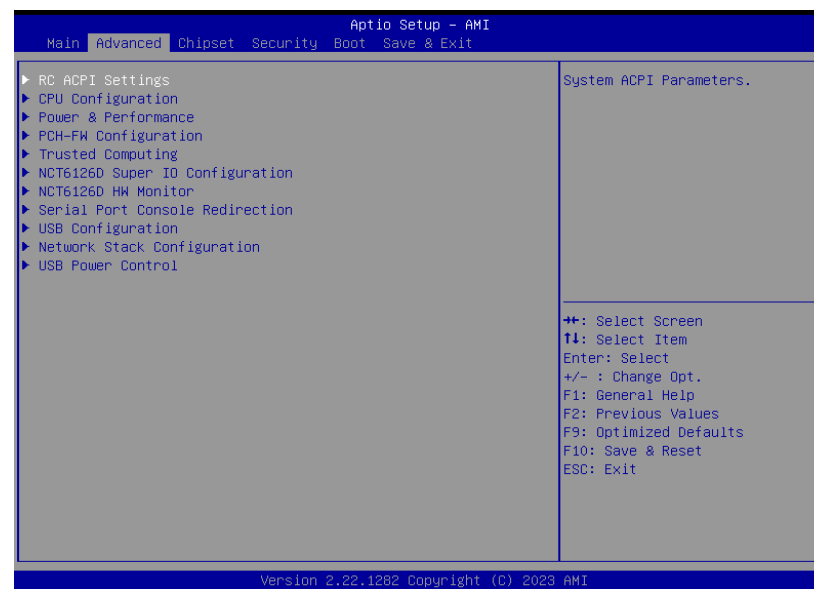 Aptio Setup – AMI
Main Advanced Chipset Security Boot Save & Exit
▶ RC ACPI Settings
▶ CPU Configuration
▶ Power & Performance
▶ PCH-FW Configuration
▶ Trusted Computing
▶ NCT6126D Super IO Configuration
▶ NCT6126D HW Monitor
▶ Serial Port Console Redirection
▶ USB Configuration
▶ Network Stack Configuration
▶ USB Power Control
System ACPI Parameters.
→←: Select Screen
↑↓: Select Item
Enter: Select
+/- : Change Opt.
F1: General Help
F2: Previous Values
F9: Optimized Defaults
F10: Save & Reset
ESC: Exit
Version 2.22.1282 Copyright (C) 2023 AMI